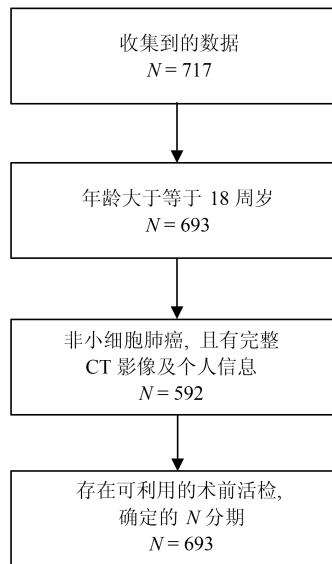 收集到的数据
N = 717
年龄大于等于 18 周岁
N = 693
非小细胞肺癌, 且有完整
CT 影像及个人信息
N = 592
存在可利用的术前活检,
确定的 N 分期
N = 693